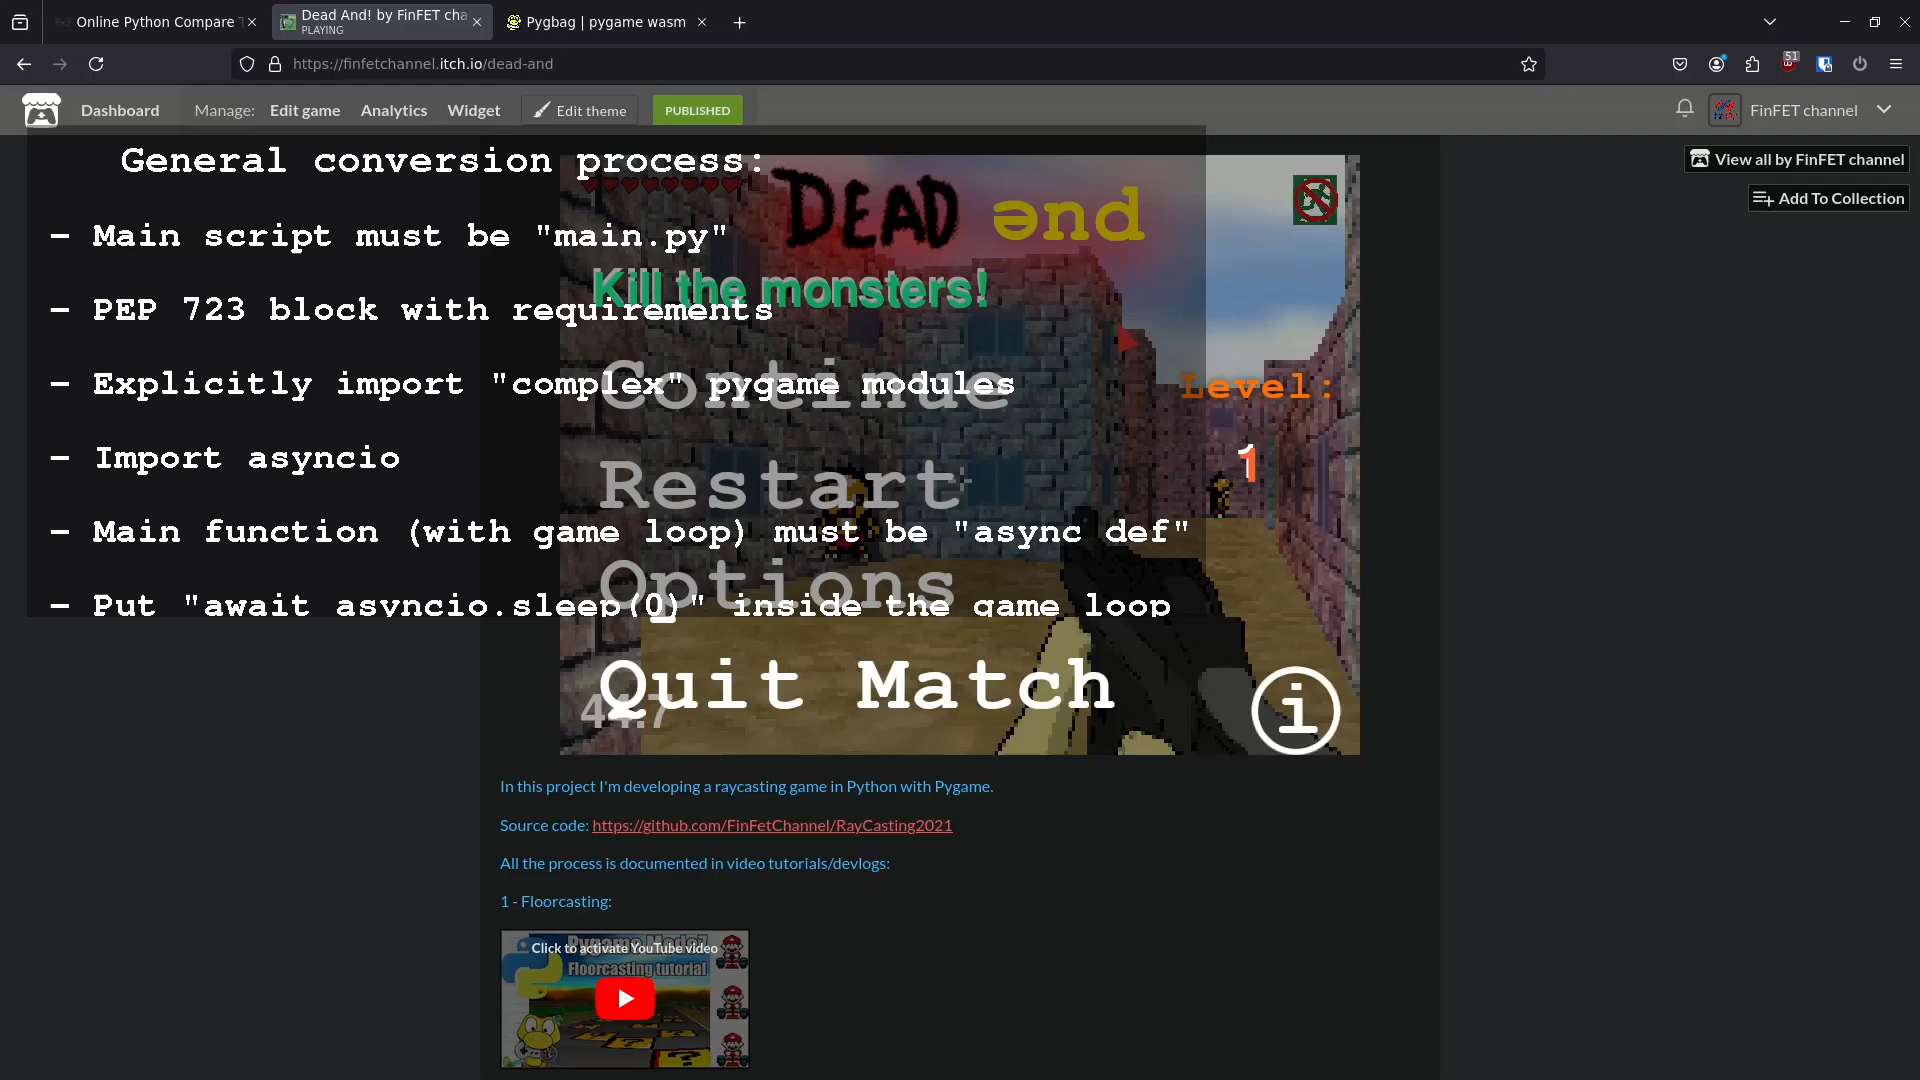 Online Python Compare T
Dead And! by FinFET cha
PLAYING
Pygbag | pygame wasm
https://finfetchannel.itch.io/dead-and
51
Dashboard
Manage:
Edit game
Analytics
Widget
Edit theme
PUBLISHED
FinFET channel
View all by FinFET channel
Add To Collection
General conversion process:
- Main script must be "main.py"
- PEP 723 block with requirements
- Explicitly import "complex" pygame modules
- Import asyncio
- Main function (with game loop) must be "async def"
- Put "await asyncio.sleep(0)" inside the game loop
DEAD ənd
Kill the monsters!
Continue
Level:
1
Restart
Options
Quit Match
44.7
i
In this project I'm developing a raycasting game in Python with Pygame.
Source code: https://github.com/FinFetChannel/RayCasting2021
All the process is documented in video tutorials/devlogs:
1 - Floorcasting:
Click to activate YouTube video
Pygame Mode7
Floorcasting tutorial